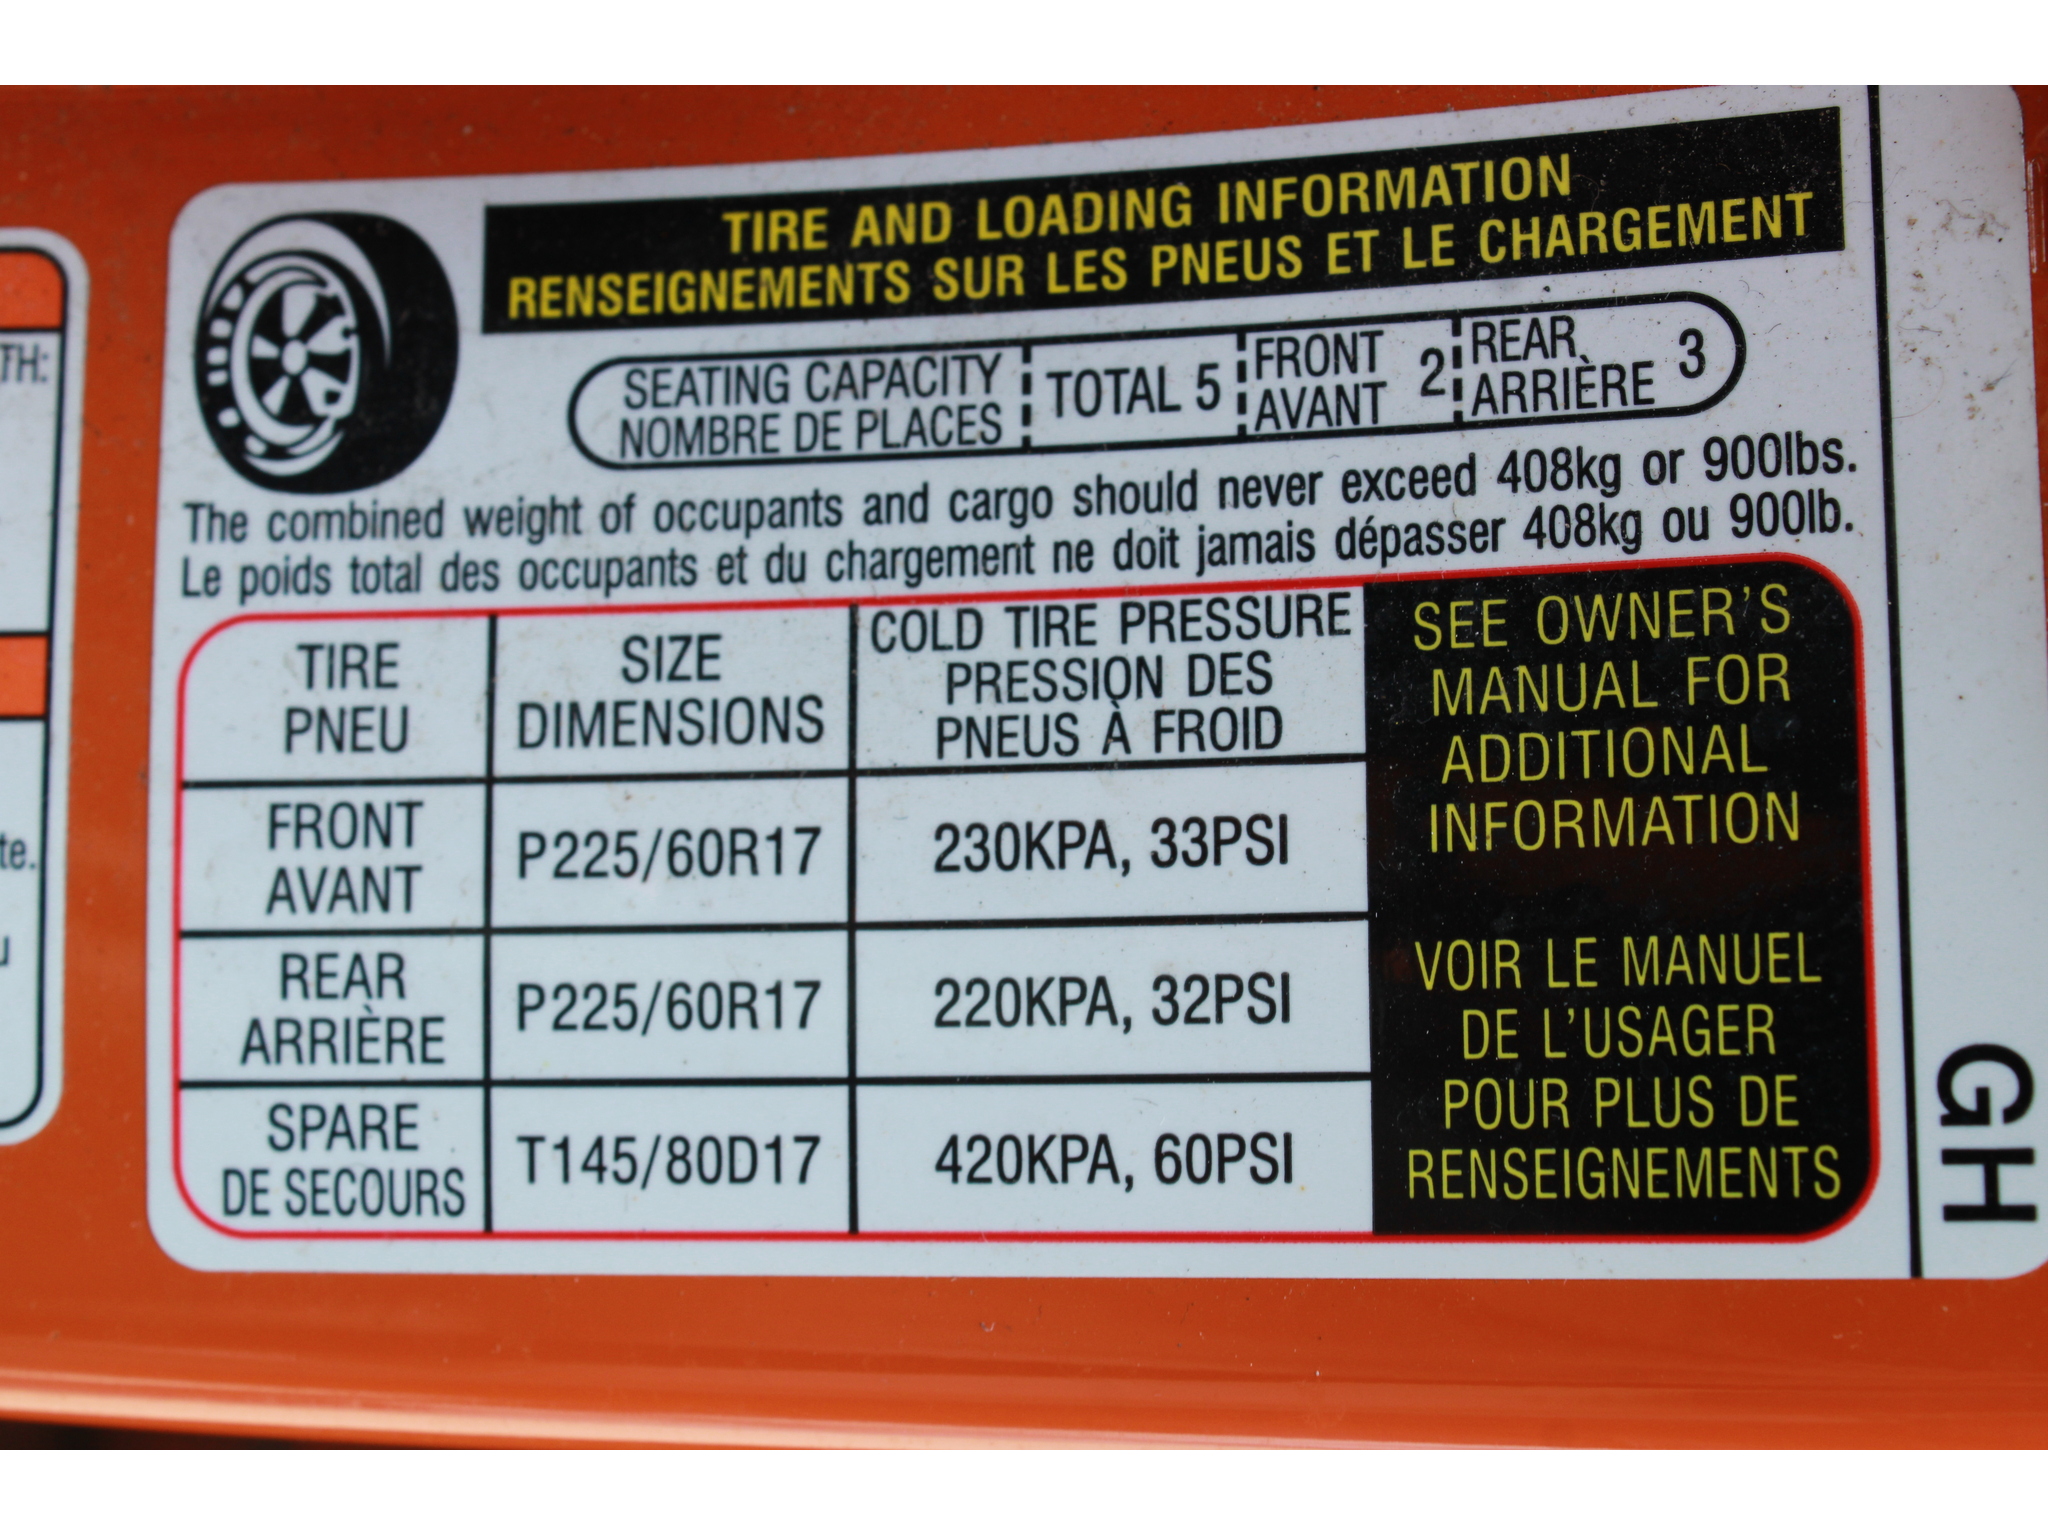 TIRE AND LOADING INFORMATION
RENSEIGNEMENTS SUR LES PNEUS ET LE CHARGEMENT
SEATING CAPACITY
NOMBRE DE PLACES
TOTAL 5
FRONT
AVANT
2
REAR
ARRIÈRE
3
The combined weight of occupants and cargo should never exceed 408kg or 900lbs.
Le poids total des occupants et du chargement ne doit jamais dépasser 408kg ou 900lb.
TIRE
PNEU
SIZE
DIMENSIONS
COLD TIRE PRESSURE
PRESSION DES
PNEUS À FROID
FRONT
AVANT
P225/60R17
230KPA, 33PSI
REAR
ARRIÈRE
P225/60R17
220KPA, 32PSI
SPARE
DE SECOURS
T145/80D17
420KPA, 60PSI
SEE OWNER'S
MANUAL FOR
ADDITIONAL
INFORMATION
VOIR LE MANUEL
DE L'USAGER
POUR PLUS DE
RENSEIGNEMENTS
GH
TH:
te.